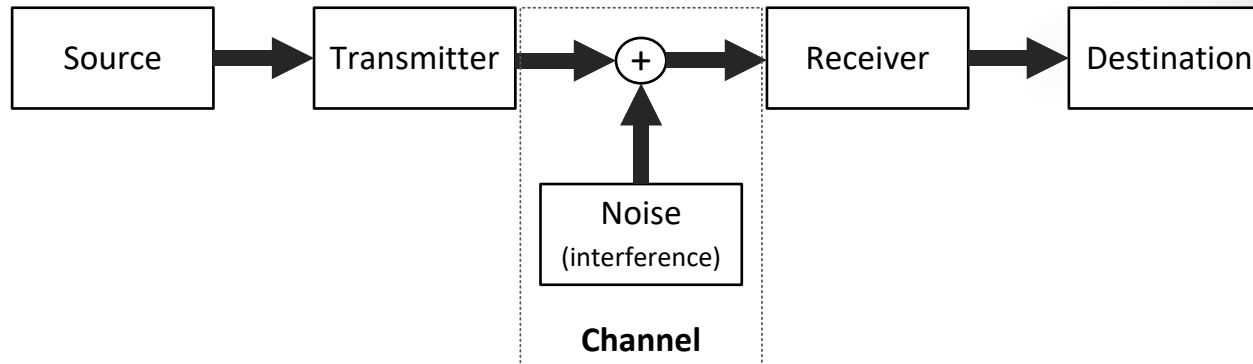 Source
Transmitter
+
Receiver
Destination
Noise
(interference)
Channel